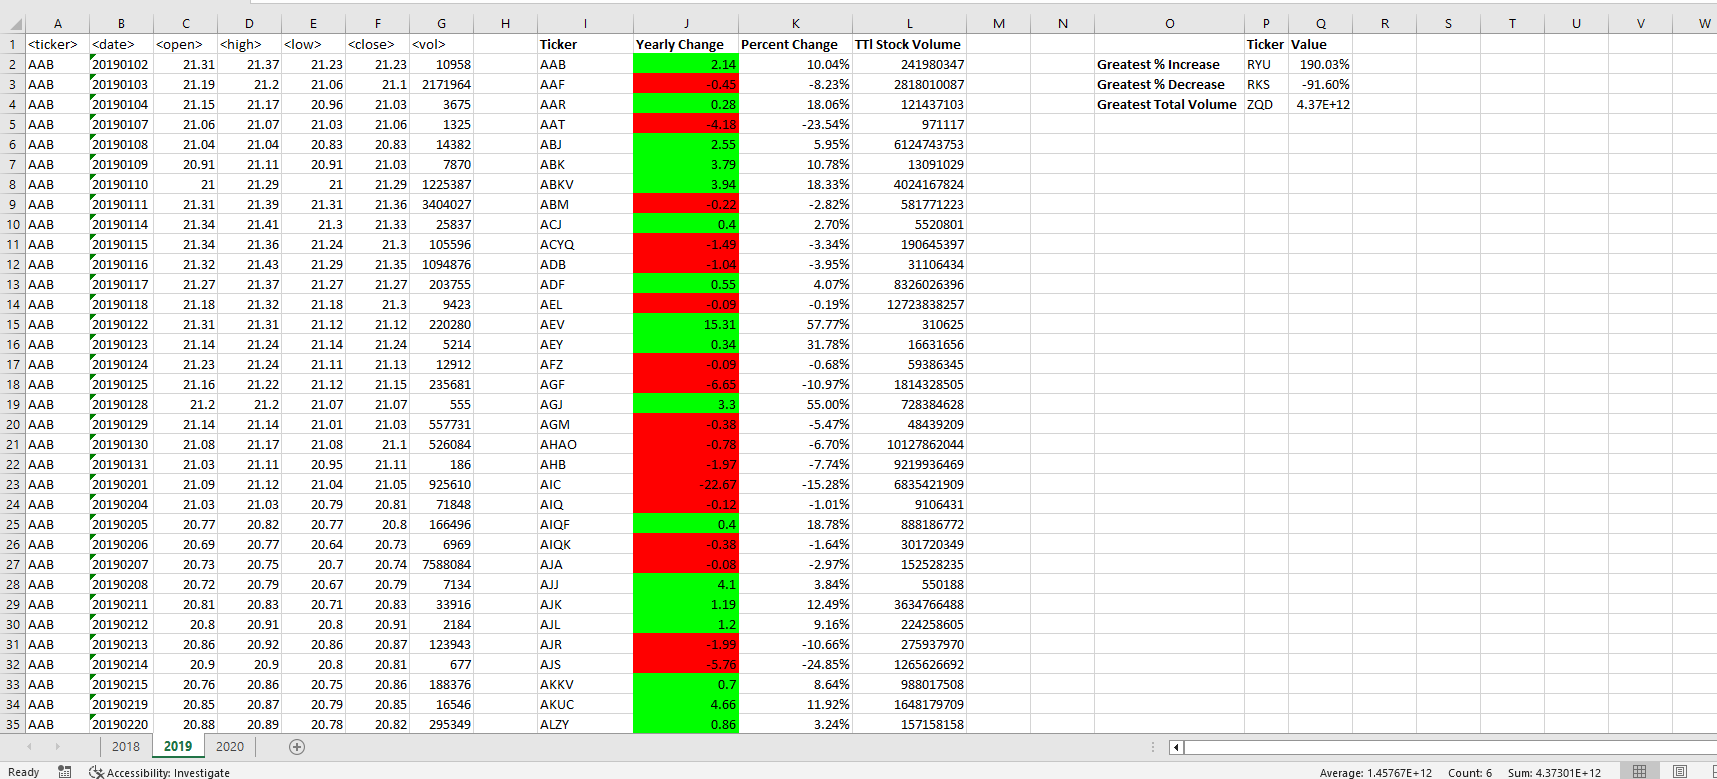 A B C D E F G H I J K L M N O P Q R S T U V W
1 <ticker> <date> <open> <high> <low> <close> <vol> Ticker Yearly Change Percent Change TTl Stock Volume Ticker Value
2 AAB 20190102 21.31 21.37 21.23 21.23 10958 AAB 2.14 10.04% 241980347 Greatest % Increase RYU 190.03%
3 AAB 20190103 21.19 21.2 21.06 21.1 2171964 AAF -0.45 -8.23% 2818010087 Greatest % Decrease RKS -91.60%
4 AAB 20190104 21.15 21.17 20.96 21.03 3675 AAR 0.28 18.06% 121437103 Greatest Total Volume ZQD 4.37E+12
5 AAB 20190107 21.06 21.07 21.03 21.06 1325 AAT -4.18 -23.54% 971117
6 AAB 20190108 21.04 21.04 20.83 20.83 14382 ABJ 2.55 5.95% 6124743753
7 AAB 20190109 20.91 21.11 20.91 21.03 7870 ABK 3.79 10.78% 13091029
8 AAB 20190110 21 21.29 21 21.29 1225387 ABKV 3.94 18.33% 4024167824
9 AAB 20190111 21.31 21.39 21.31 21.36 3404027 ABM -0.22 -2.82% 581771223
10 AAB 20190114 21.34 21.41 21.3 21.33 25837 ACJ 0.4 2.70% 5520801
11 AAB 20190115 21.34 21.36 21.24 21.3 105596 ACYQ -1.49 -3.34% 190645397
12 AAB 20190116 21.32 21.43 21.29 21.35 1094876 ADB -1.04 -3.95% 31106434
13 AAB 20190117 21.27 21.37 21.27 21.27 203755 ADF 0.55 4.07% 8326026396
14 AAB 20190118 21.18 21.32 21.18 21.3 9423 AEL -0.09 -0.19% 12723838257
15 AAB 20190122 21.31 21.31 21.12 21.12 220280 AEV 15.31 57.77% 310625
16 AAB 20190123 21.14 21.24 21.14 21.24 5214 AEY 0.34 31.78% 16631656
17 AAB 20190124 21.23 21.24 21.11 21.13 12912 AFZ -0.09 -0.68% 59386345
18 AAB 20190125 21.16 21.22 21.12 21.15 235681 AGF -6.65 -10.97% 1814328505
19 AAB 20190128 21.2 21.2 21.07 21.07 555 AGJ 3.3 55.00% 728384628
20 AAB 20190129 21.14 21.14 21.01 21.03 557731 AGM -0.38 -5.47% 48439209
21 AAB 20190130 21.08 21.17 21.08 21.1 526084 AHAO -0.78 -6.70% 10127862044
22 AAB 20190131 21.03 21.11 20.95 21.11 186 AHB -1.97 -7.74% 9219936469
23 AAB 20190201 21.09 21.12 21.04 21.05 925610 AIC -22.67 -15.28% 6835421909
24 AAB 20190204 21.03 21.03 20.79 20.81 71848 AIQ -0.12 -1.01% 9106431
25 AAB 20190205 20.77 20.82 20.77 20.8 166496 AIQF 0.4 18.78% 888186772
26 AAB 20190206 20.69 20.77 20.64 20.73 6969 AIQK -0.38 -1.64% 301720349
27 AAB 20190207 20.73 20.75 20.7 20.74 7588084 AJA -0.08 -2.97% 152528235
28 AAB 20190208 20.72 20.79 20.67 20.79 7134 AJJ 4.1 3.84% 550188
29 AAB 20190211 20.81 20.83 20.71 20.83 33916 AJK 1.19 12.49% 3634766488
30 AAB 20190212 20.8 20.91 20.8 20.91 2184 AJL 1.2 9.16% 224258605
31 AAB 20190213 20.86 20.92 20.86 20.87 123943 AJR -1.99 -10.66% 275937970
32 AAB 20190214 20.9 20.9 20.8 20.81 677 AJS -5.76 -24.85% 1265626692
33 AAB 20190215 20.76 20.86 20.75 20.86 188376 AKKV 0.7 8.64% 988017508
34 AAB 20190219 20.85 20.87 20.79 20.85 16546 AKUC 4.66 11.92% 1648179709
35 AAB 20190220 20.88 20.89 20.78 20.82 295349 ALZY 0.86 3.24% 157158158
2018 2019 2020
Ready Accessibility: Investigate Average: 1.45767E+12 Count: 6 Sum: 4.37301E+12